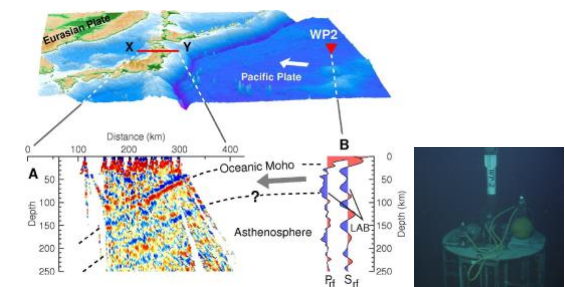 Eurasian Plate
X
Y
WP2
Pacific Plate
Distance (km)
0 100 200 300 400
B
A
Oceanic Moho
?
Asthenosphere
LAB
Depth
0
50
100
150
200
250
Depth (km)
0
50
100
150
200
250
Prf Srf